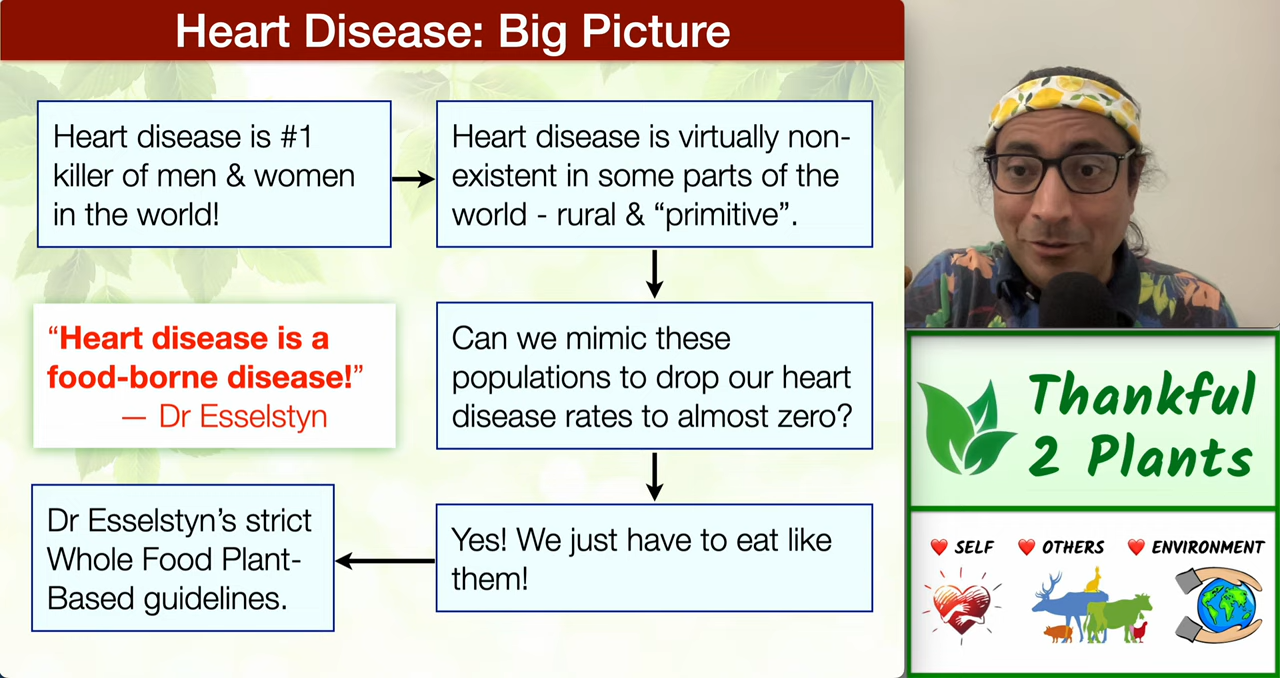 Heart Disease: Big Picture
Heart disease is #1
killer of men & women
in the world!
Heart disease is virtually non-
existent in some parts of the
world - rural & “primitive”.
“Heart disease is a
food-borne disease!”
— Dr Esselstyn
Can we mimic these
populations to drop our heart
disease rates to almost zero?
Yes! We just have to eat like
them!
Dr Esselstyn’s strict
Whole Food Plant-
Based guidelines.
Thankful
2 Plants
SELF
OTHERS
ENVIRONMENT